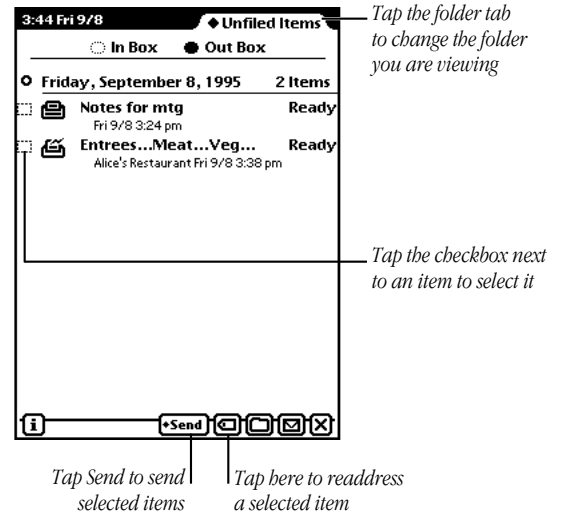 3:44 Fri 9/8
◆Unfiled Items
Tap the folder tab
to change the folder
you are viewing
In Box
Out Box
Friday, September 8, 1995 2 Items
Notes for mtg Ready
Fri 9/8 3:24 pm
Entrees...Meat...Veg... Ready
Alice's Restaurant Fri 9/8 3:38 pm
Tap the checkbox next
to an item to select it
i
◆Send
Tap Send to send
selected items
Tap here to readdress
a selected item